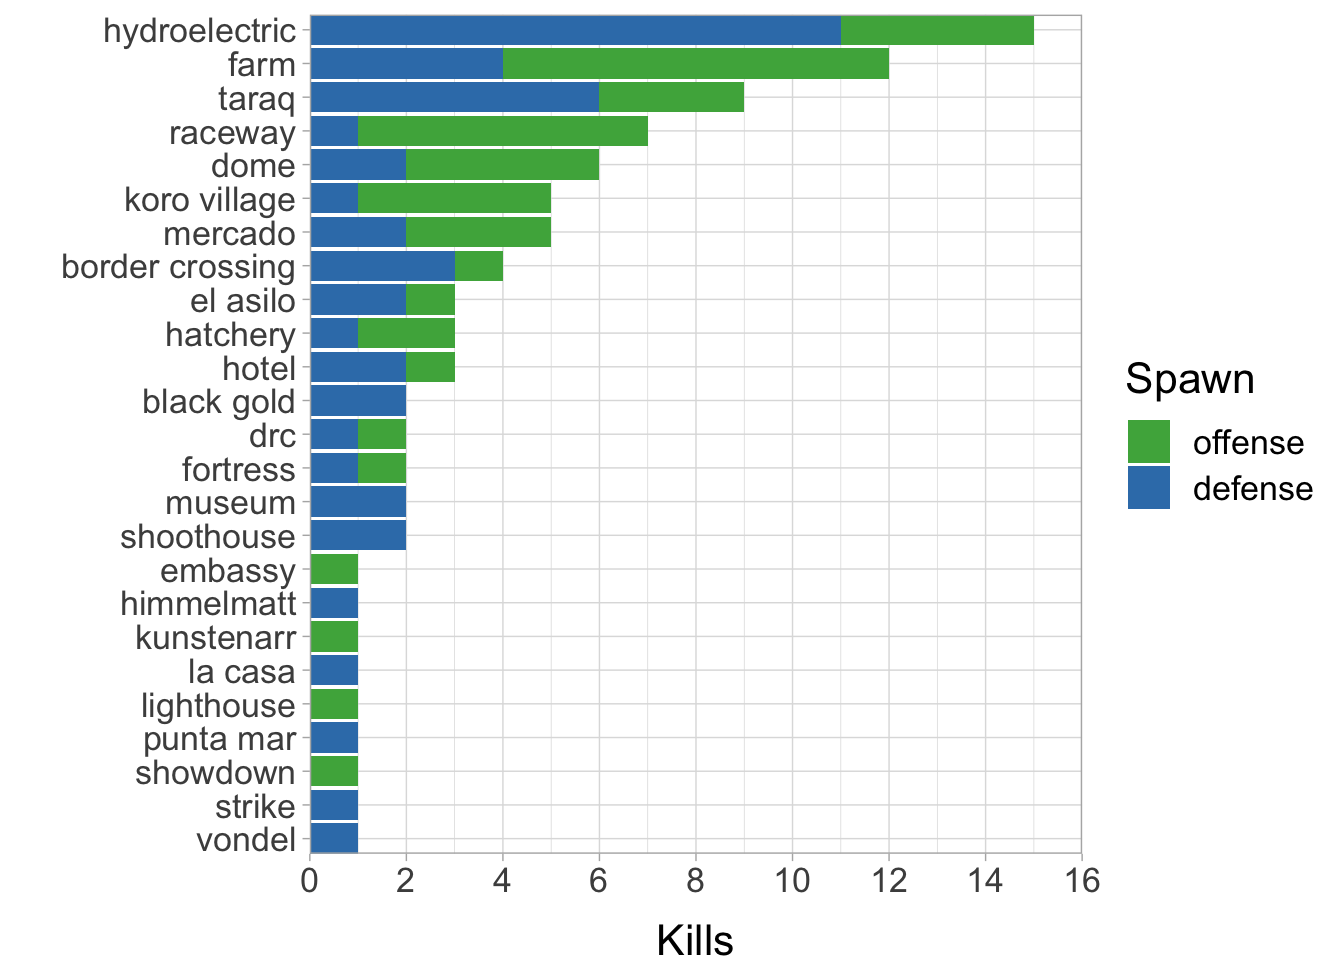 hydroelectric
farm
taraq
raceway
dome
koro village
mercado
border crossing
el asilo
hatchery
hotel
black gold
drc
fortress
museum
shoothouse
embassy
himmelmatt
kunstenarr
la casa
lighthouse
punta mar
showdown
strike
vondel
0 2 4 6 8 10 12 14 16
Kills
Spawn
offense
defense